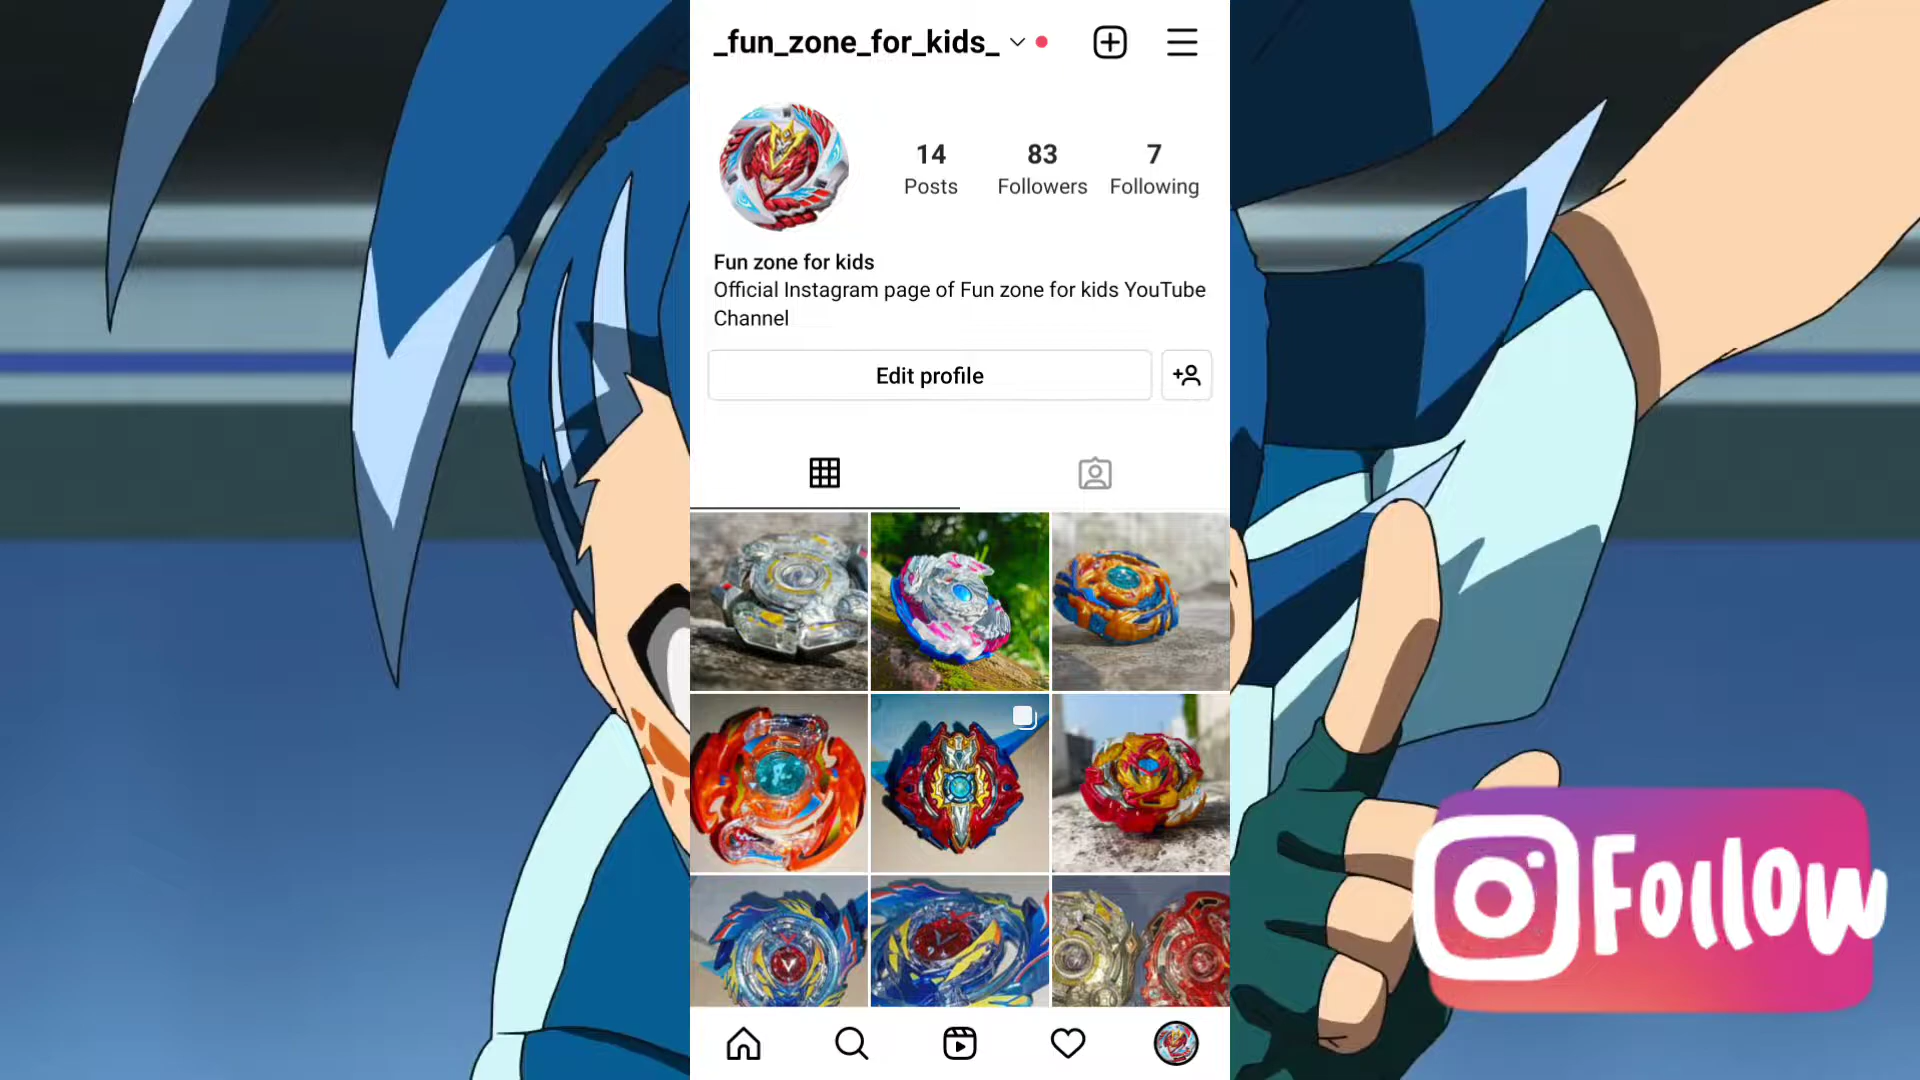 _fun_zone_for_kids_
14
83
7
Posts
Followers
Following
Fun zone for kids
Official Instagram page of Fun zone for kids YouTube
Channel
Edit profile
Follow